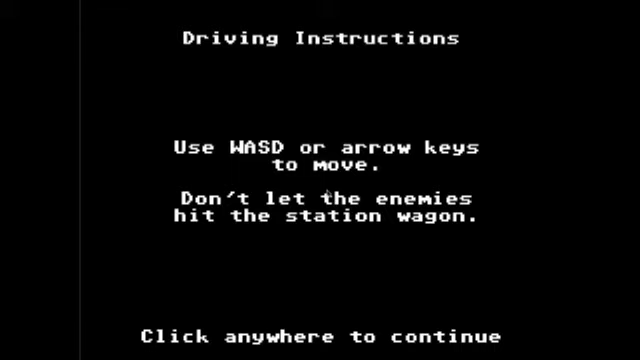 Driving Instructions
Use WASD or arrow keys
to move.
Don't let the enemies
hit the station wagon.
Click anywhere to continue